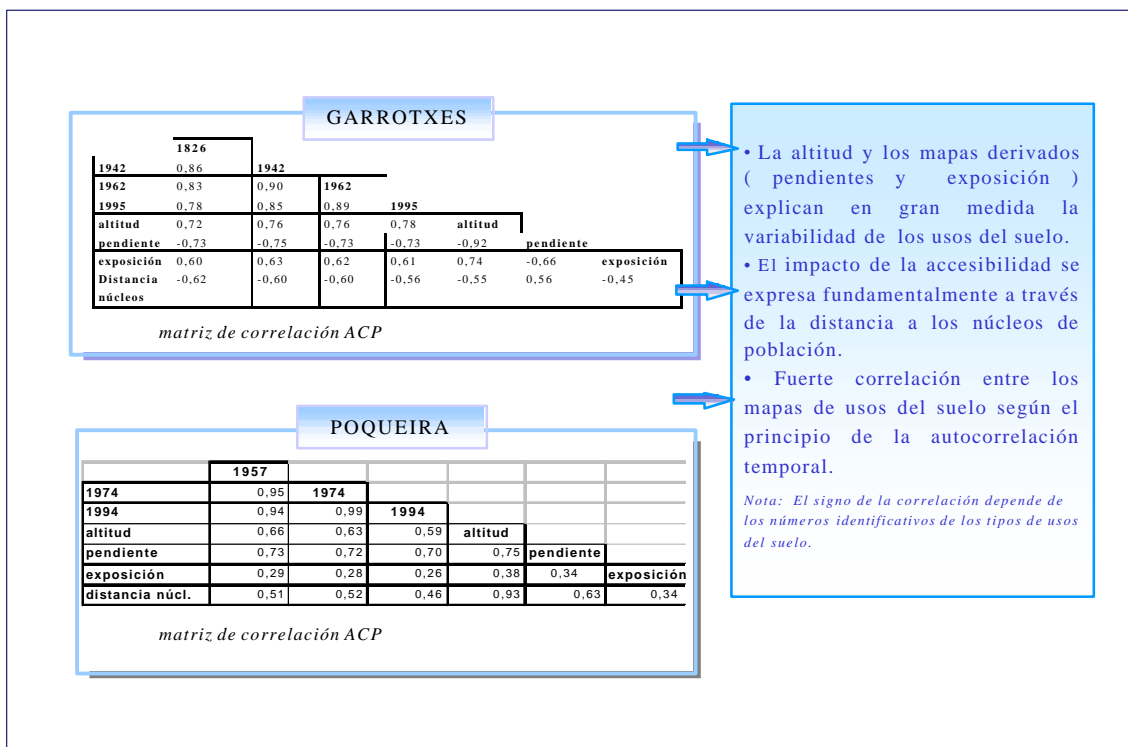 GARROTXES
1826
1942 0,86 1942
1962 0,83 0,90 1962
1995 0,78 0,85 0,89 1995
altitud 0,72 0,76 0,76 0,78 altitud
pendiente -0,73 -0,75 -0,73 -0,73 -0,92 pendiente
exposición 0,60 0,63 0,62 0,61 0,74 -0,66 exposición
Distancia -0,62 -0,60 -0,60 -0,56 -0,55 0,56 -0,45
núcleos
matriz de correlación ACP
POQUEIRA
1957
1974 0,95 1974
1994 0,94 0,99 1994
altitud 0,66 0,63 0,59 altitud
pendiente 0,73 0,72 0,70 0,75 pendiente
exposición 0,29 0,28 0,26 0,38 0,34 exposición
distancia núcl. 0,51 0,52 0,46 0,93 0,63 0,34
matriz de correlación ACP
• La altitud y los mapas derivados
( pendientes y exposición )
explican en gran medida la
variabilidad de los usos del suelo.
• El impacto de la accesibilidad se
expresa fundamentalmente a través
de la distancia a los núcleos de
población.
• Fuerte correlación entre los
mapas de usos del suelo según el
principio de la autocorrelación
temporal.
Nota: El signo de la correlación depende de
los números identificativos de los tipos de usos
del suelo.